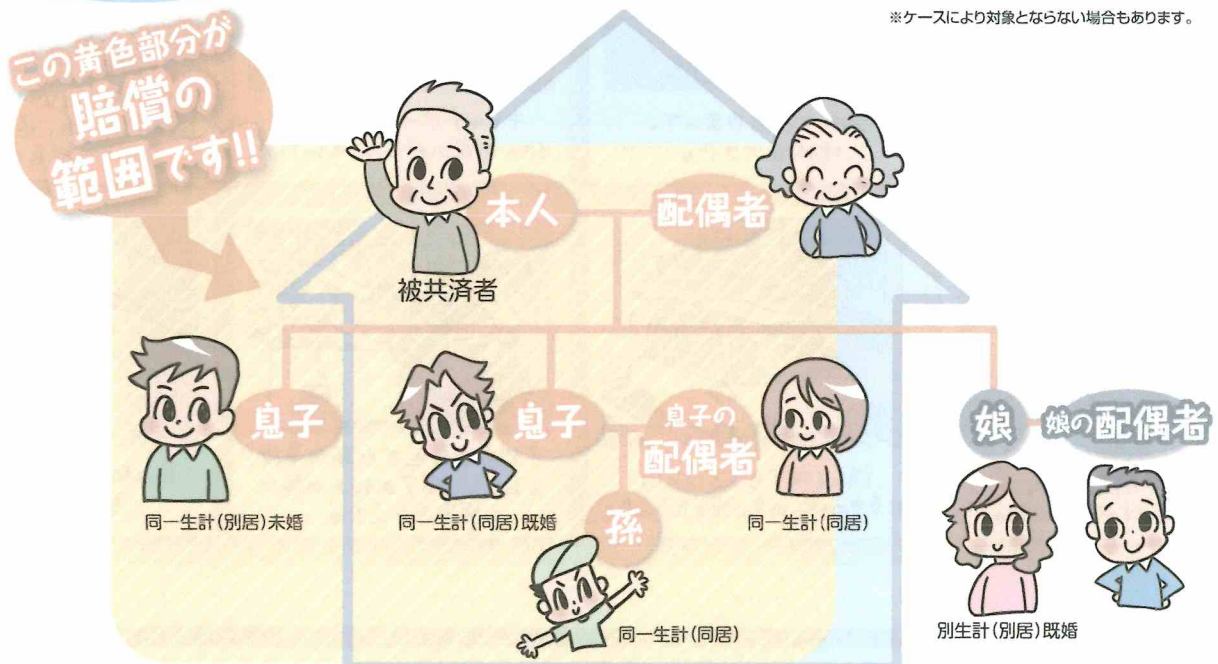 ※ケースにより対象とならない場合もあります。
この黄色部分が
賠償の
範囲です!!
本人
配偶者
被共済者
息子
息子
息子の
配偶者
娘
娘の配偶者
同一生計(別居)未婚
同一生計(同居)既婚
孫
同一生計(同居)
同一生計(同居)
別生計(別居)既婚